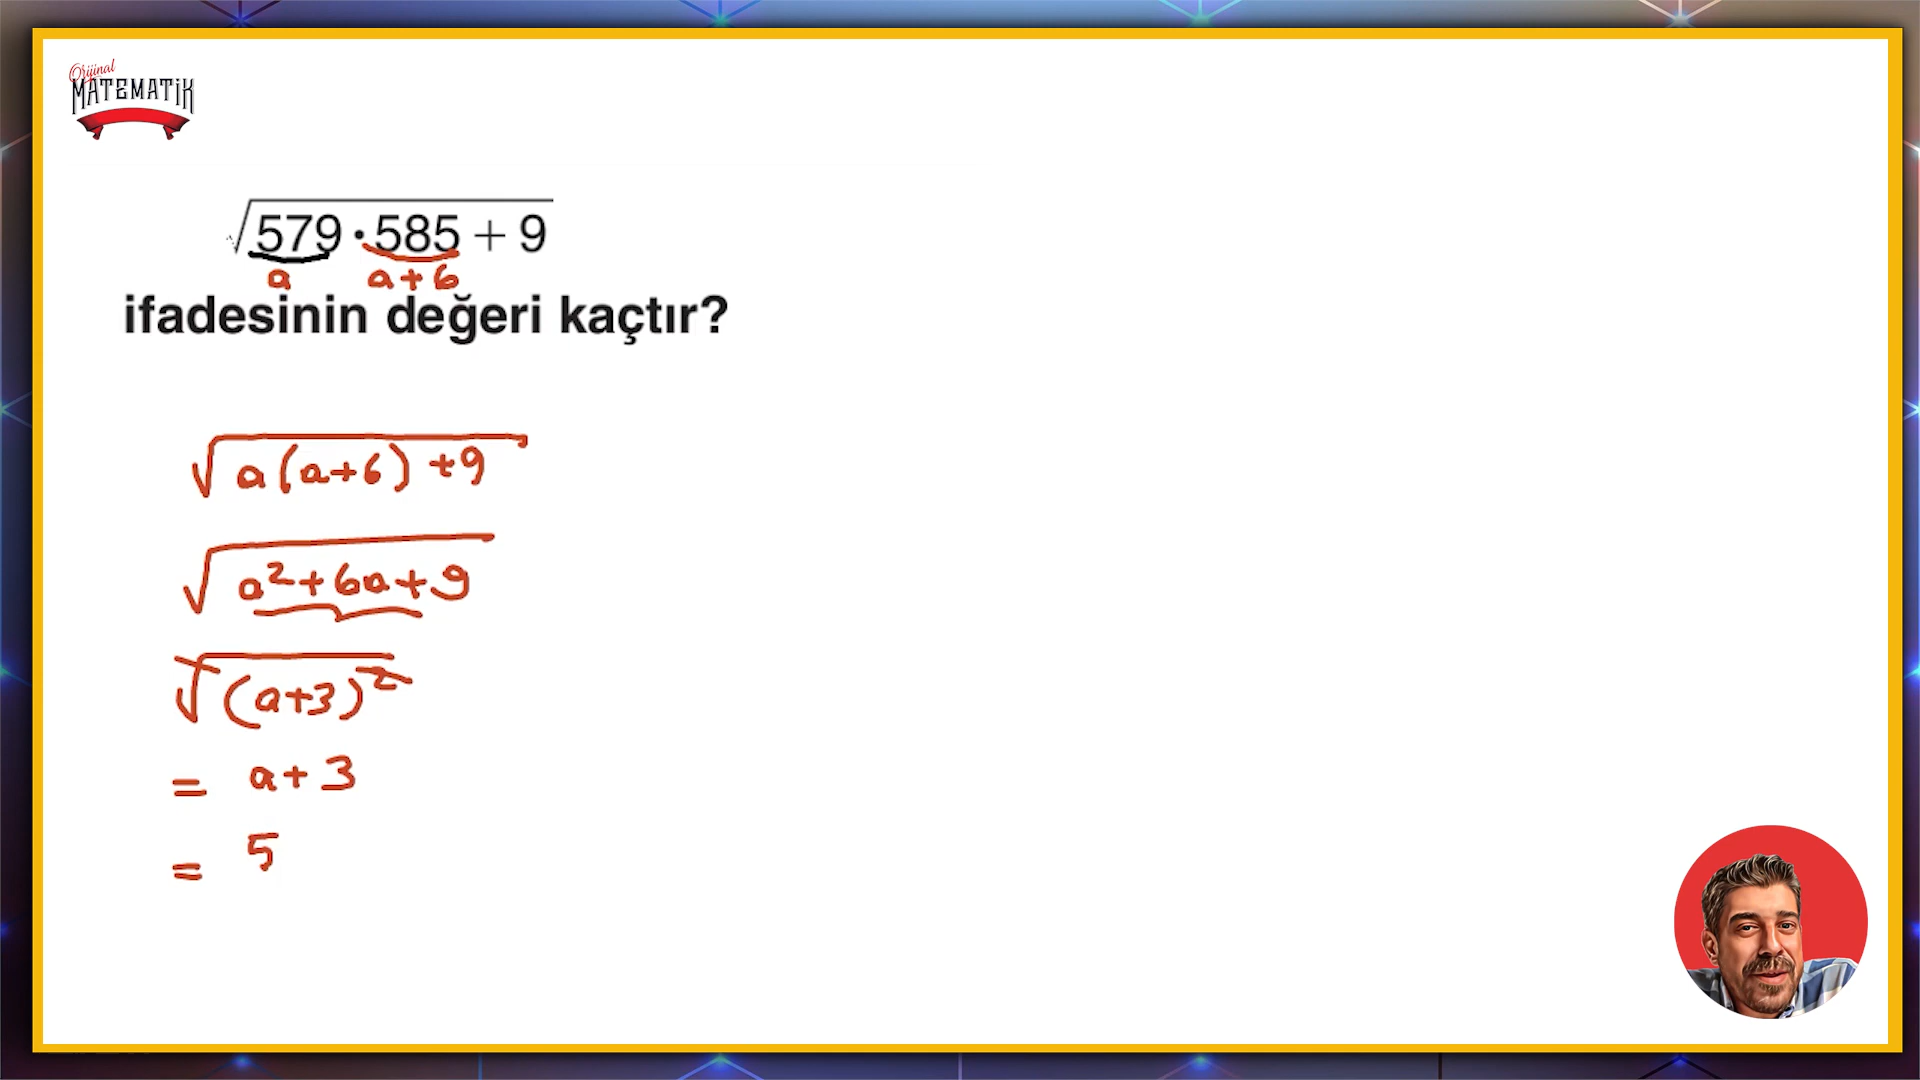 Orijinal
MATEMATİK
√579·585+9
a a+6
ifadesinin değeri kaçtır?
√a(a+6)+9
√a²+6a+9
√(a+3)²
= a+3
= 5